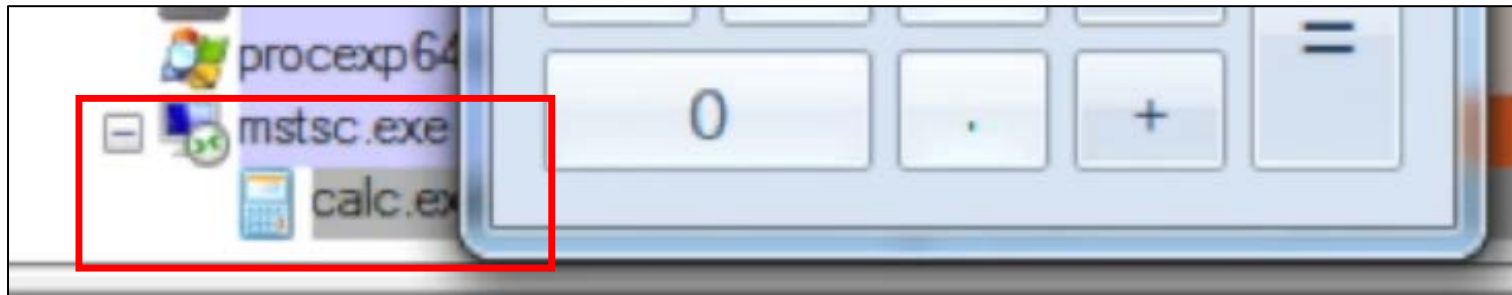 procexp64
=
0 . +
mstsc.exe
calc.ex